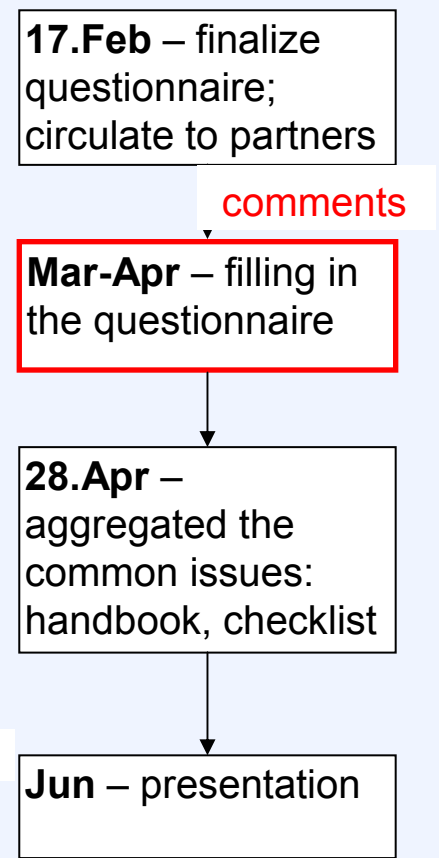 17.Feb – finalize
questionnaire;
circulate to partners
comments
Mar-Apr – filling in
the questionnaire
28.Apr –
aggregated the
common issues:
handbook, checklist
Jun – presentation